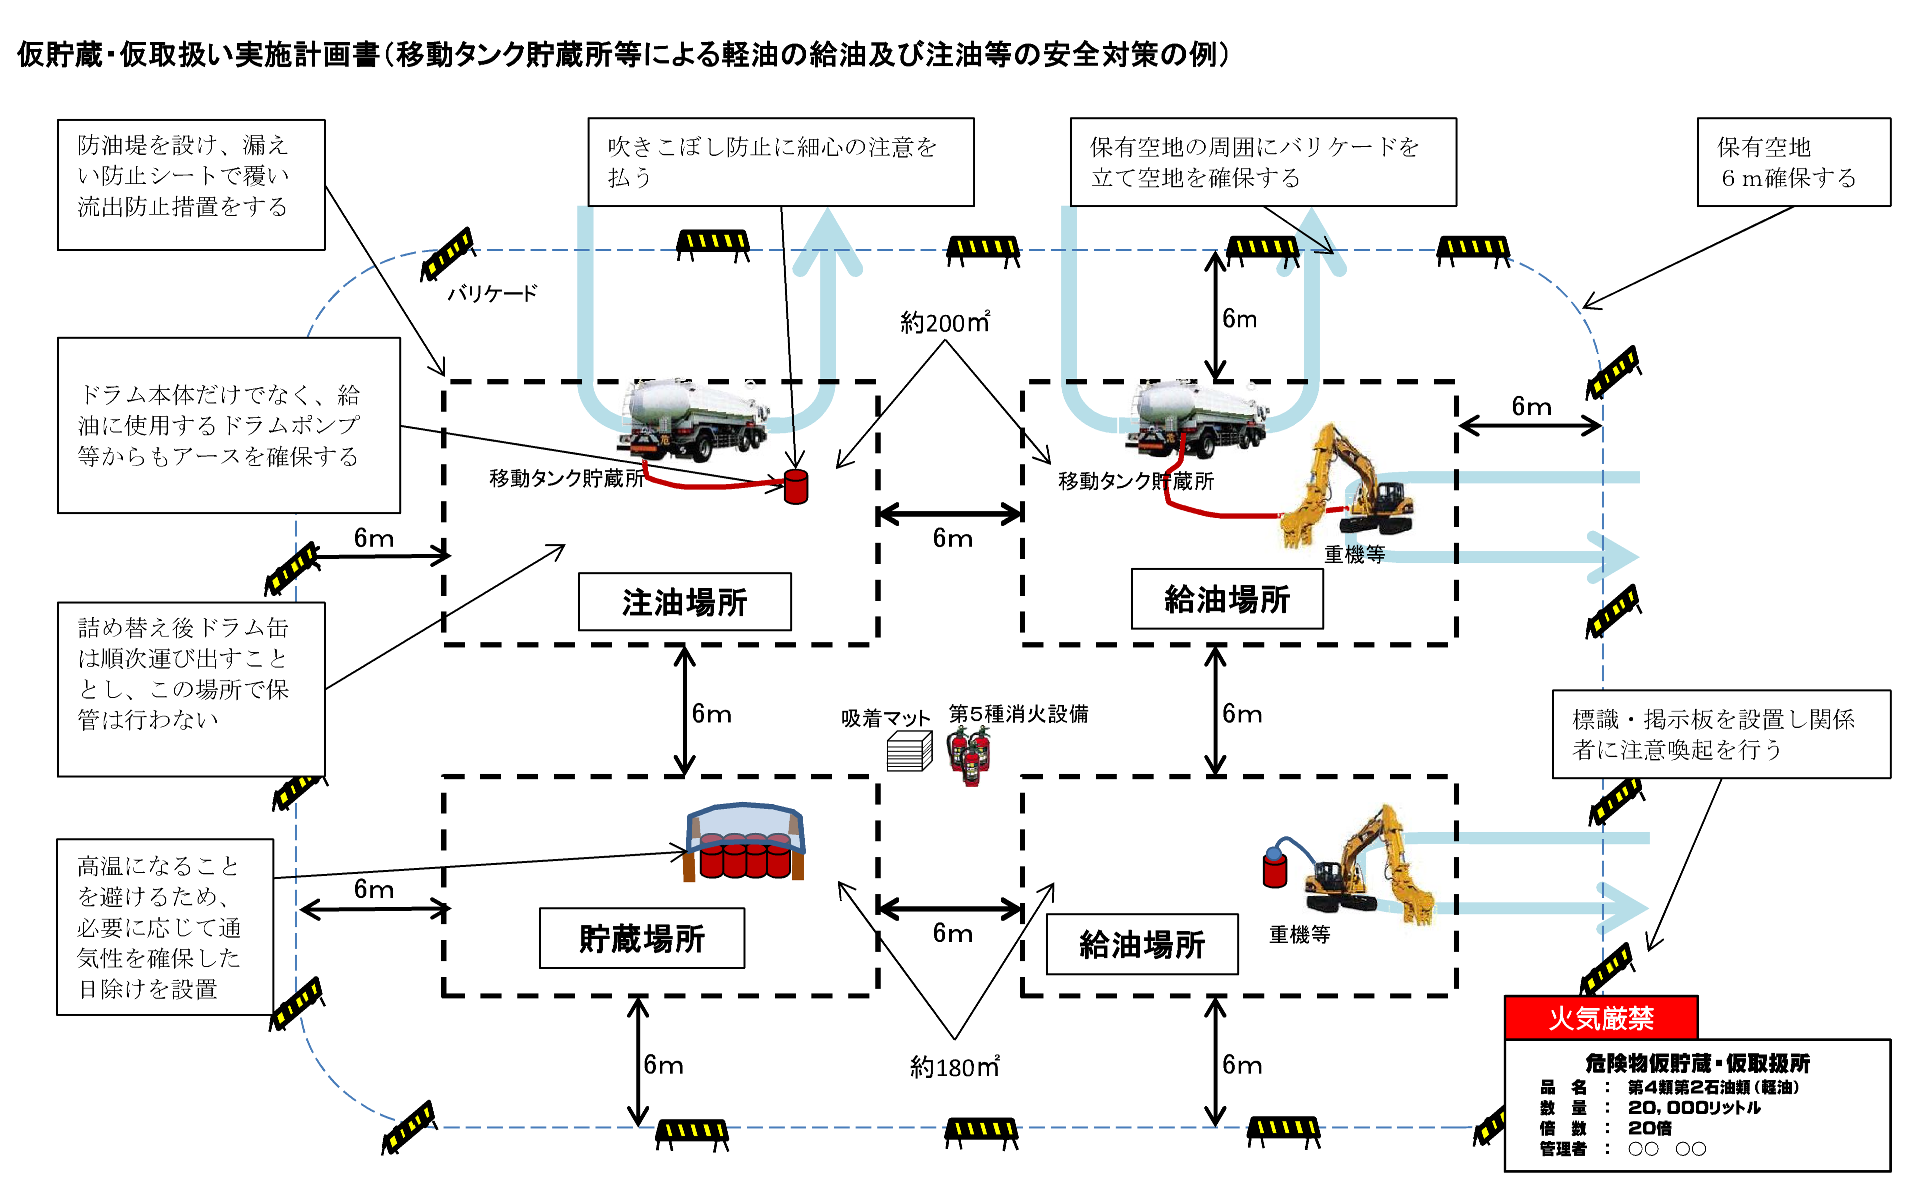 仮貯蔵・仮取扱い実施計画書（移動タンク貯蔵所等による軽油の給油及び注油等の安全対策の例）
防油堤を設け、漏え
い防止シートで覆い
流出防止措置をする
吹きこぼし防止に細心の注意を
払う
保有空地の周囲にバリケードを
立て空地を確保する
保有空地
６ｍ確保する
バリケード
約200㎡
6m
ドラム本体だけでなく、給
油に使用するドラムポンプ
等からもアースを確保する
移動タンク貯蔵所
移動タンク貯蔵所
6m
6m
6m
重機等
注油場所
給油場所
詰め替え後ドラム缶
は順次運び出すこと
とし、この場所で保
管は行わない
6m
吸着マット
第５種消火設備
6m
標識・掲示板を設置し関係
者に注意喚起を行う
高温になること
を避けるため、
必要に応じて通
気性を確保した
日除けを設置
6m
6m
重機等
貯蔵場所
給油場所
6m
約180㎡
6m
火気厳禁
危険物仮貯蔵・仮取扱所
品　名　：　第４類第２石油類（軽油）
数　量　：　２０，０００リットル
倍　数　：　２０倍
管理者　：　○○　○○